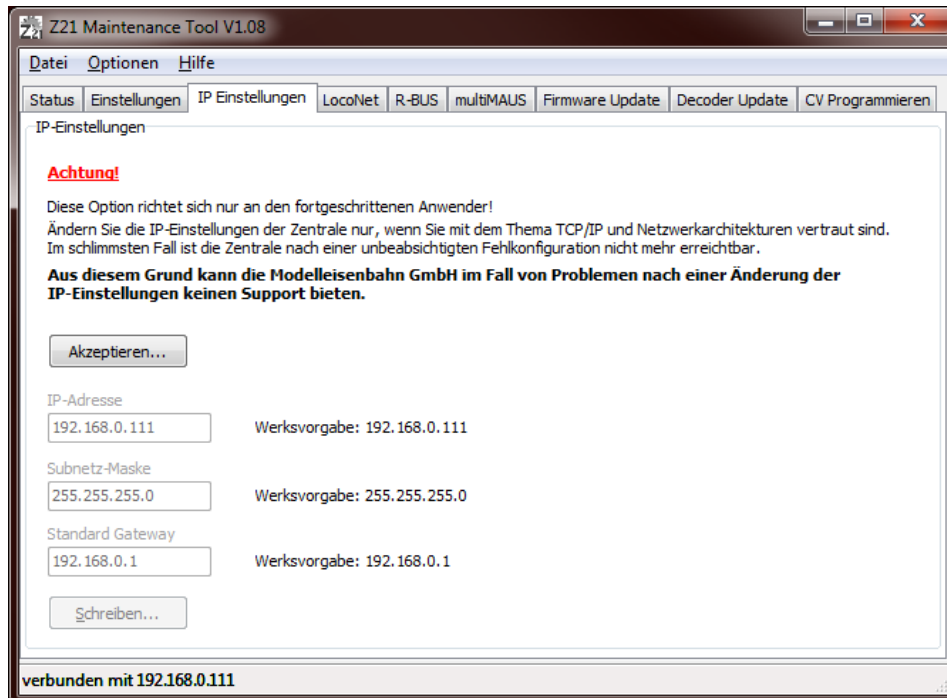 Z21 Maintenance Tool V1.08
Datei Optionen Hilfe
Status Einstellungen IP Einstellungen LocoNet R-BUS multiMAUS Firmware Update Decoder Update CV Programmieren
IP-Einstellungen
Achtung!
Diese Option richtet sich nur an den fortgeschrittenen Anwender!
Ändern Sie die IP-Einstellungen der Zentrale nur, wenn Sie mit dem Thema TCP/IP und Netzwerkarchitekturen vertraut sind.
Im schlimmsten Fall ist die Zentrale nach einer unbeabsichtigten Fehlkonfiguration nicht mehr erreichtbar.
Aus diesem Grund kann die Modelleisenbahn GmbH im Fall von Problemen nach einer Änderung der
IP-Einstellungen keinen Support bieten.
Akzeptieren...
IP-Adresse
192.168.0.111 Werksvorgabe: 192.168.0.111
Subnetz-Maske
255.255.255.0 Werksvorgabe: 255.255.255.0
Standard Gateway
192.168.0.1 Werksvorgabe: 192.168.0.1
Schreiben...
verbunden mit 192.168.0.111